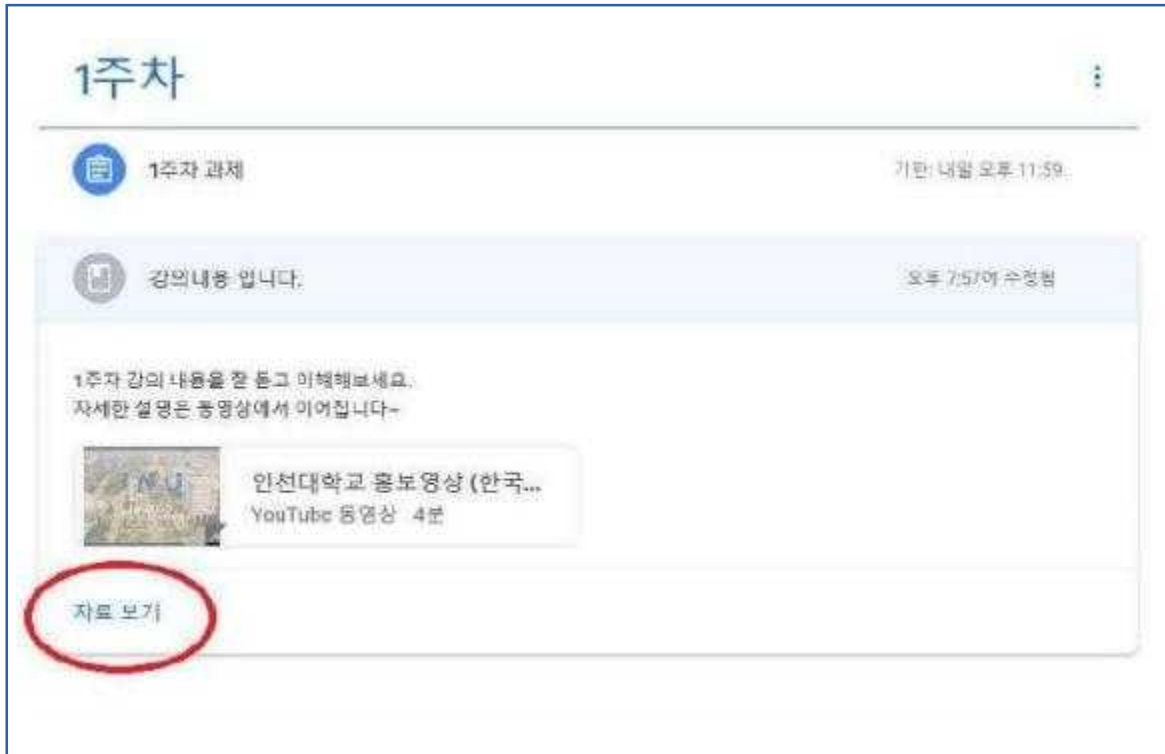 1주차
1주차 과제
기한: 내일 오후 11:59
강의내용 입니다.
오후 7:57에 수정됨
1주차 강의 내용을 잘 듣고 이해해보세요.
자세한 설명은 동영상에서 이어집니다~
INU
인천대학교 홍보영상 (한국...
YouTube 동영상 4분
자료 보기